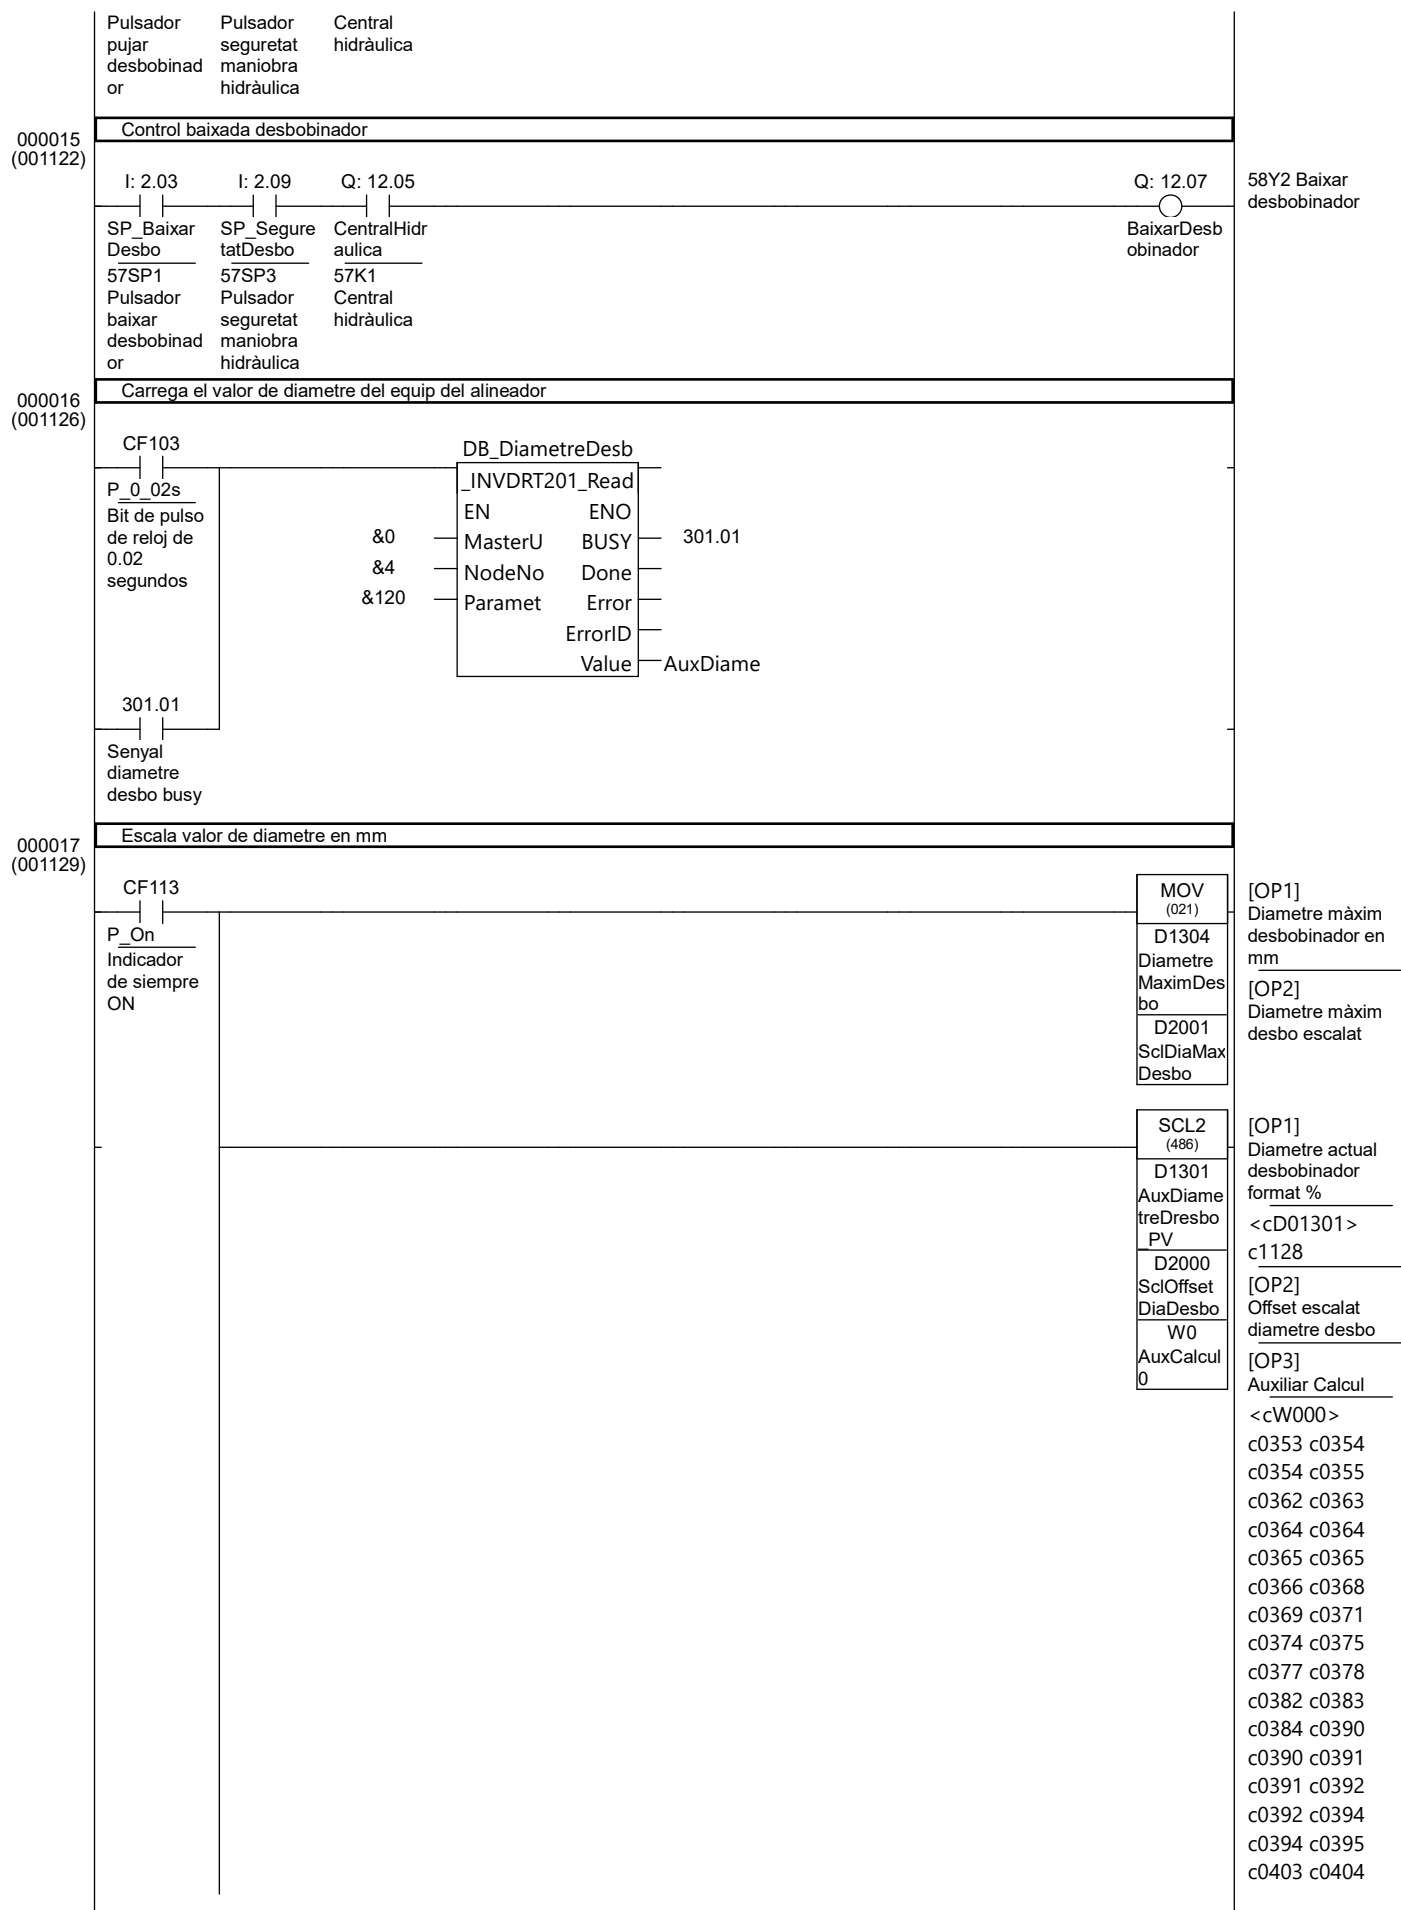 Pulsador pujar desbobinad or
Pulsador seguretat maniobra hidràulica
Central hidràulica
000015
(001122)
Control baixada desbobinador
I: 2.03
I: 2.09
Q: 12.05
Q: 12.07
58Y2 Baixar
desbobinador
SP_Baixar
Desbo
57SP1
Pulsador
baixar
desbobinad
or
SP_Segure
tatDesbo
57SP3
Pulsador
seguretat
maniobra
hidràulica
CentralHidr
aulica
57K1
Central
hidràulica
BaixarDesb
obinador
000016
(001126)
Carrega el valor de diametre del equip del alineador
CF103
P_0_02s
Bit de pulso
de reloj de
0.02
segundos
DB_DiametreDesb
_INVDRT201_Read
EN ENO
&0 MasterU BUSY 301.01
&4 NodeNo Done
&120 Paramet Error
ErrorID
Value AuxDiame
301.01
Senyal
diametre
desbo busy
000017
(001129)
Escala valor de diametre en mm
CF113
P_On
Indicador
de siempre
ON
MOV
(021)
D1304
Diametre
MaximDes
bo
D2001
SclDiaMax
Desbo
[OP1]
Diametre màxim
desbobinador en
mm
[OP2]
Diametre màxim
desbo escalat
SCL2
(486)
D1301
AuxDiame
treDresbo
_PV
D2000
SclOffset
DiaDesbo
W0
AuxCalcul
0
[OP1]
Diametre actual
desbobinador
format %
<cD01301>
c1128
[OP2]
Offset escalat
diametre desbo
[OP3]
Auxiliar Calcul
<cW000>
c0353 c0354
c0354 c0355
c0362 c0363
c0364 c0364
c0365 c0365
c0366 c0368
c0369 c0371
c0374 c0375
c0377 c0378
c0382 c0383
c0384 c0390
c0390 c0391
c0391 c0392
c0392 c0394
c0394 c0395
c0403 c0404